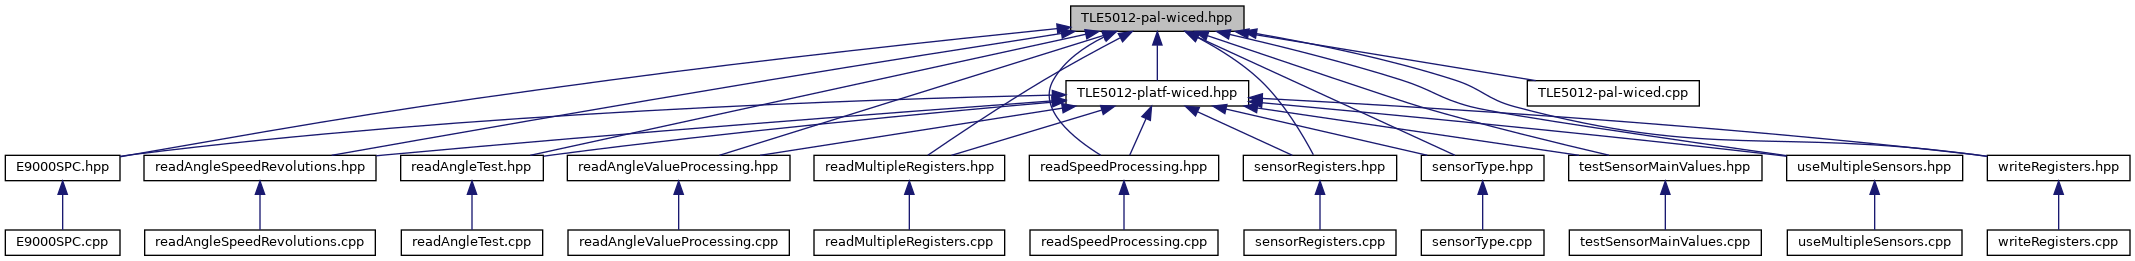 TLE5012-pal-wiced.hpp
TLE5012-platf-wiced.hpp
TLE5012-pal-wiced.cpp
E9000SPC.hpp
readAngleSpeedRevolutions.hpp
readAngleTest.hpp
readAngleValueProcessing.hpp
readMultipleRegisters.hpp
readSpeedProcessing.hpp
sensorRegisters.hpp
sensorType.hpp
testSensorMainValues.hpp
useMultipleSensors.hpp
writeRegisters.hpp
E9000SPC.cpp
readAngleSpeedRevolutions.cpp
readAngleTest.cpp
readAngleValueProcessing.cpp
readMultipleRegisters.cpp
readSpeedProcessing.cpp
sensorRegisters.cpp
sensorType.cpp
testSensorMainValues.cpp
useMultipleSensors.cpp
writeRegisters.cpp